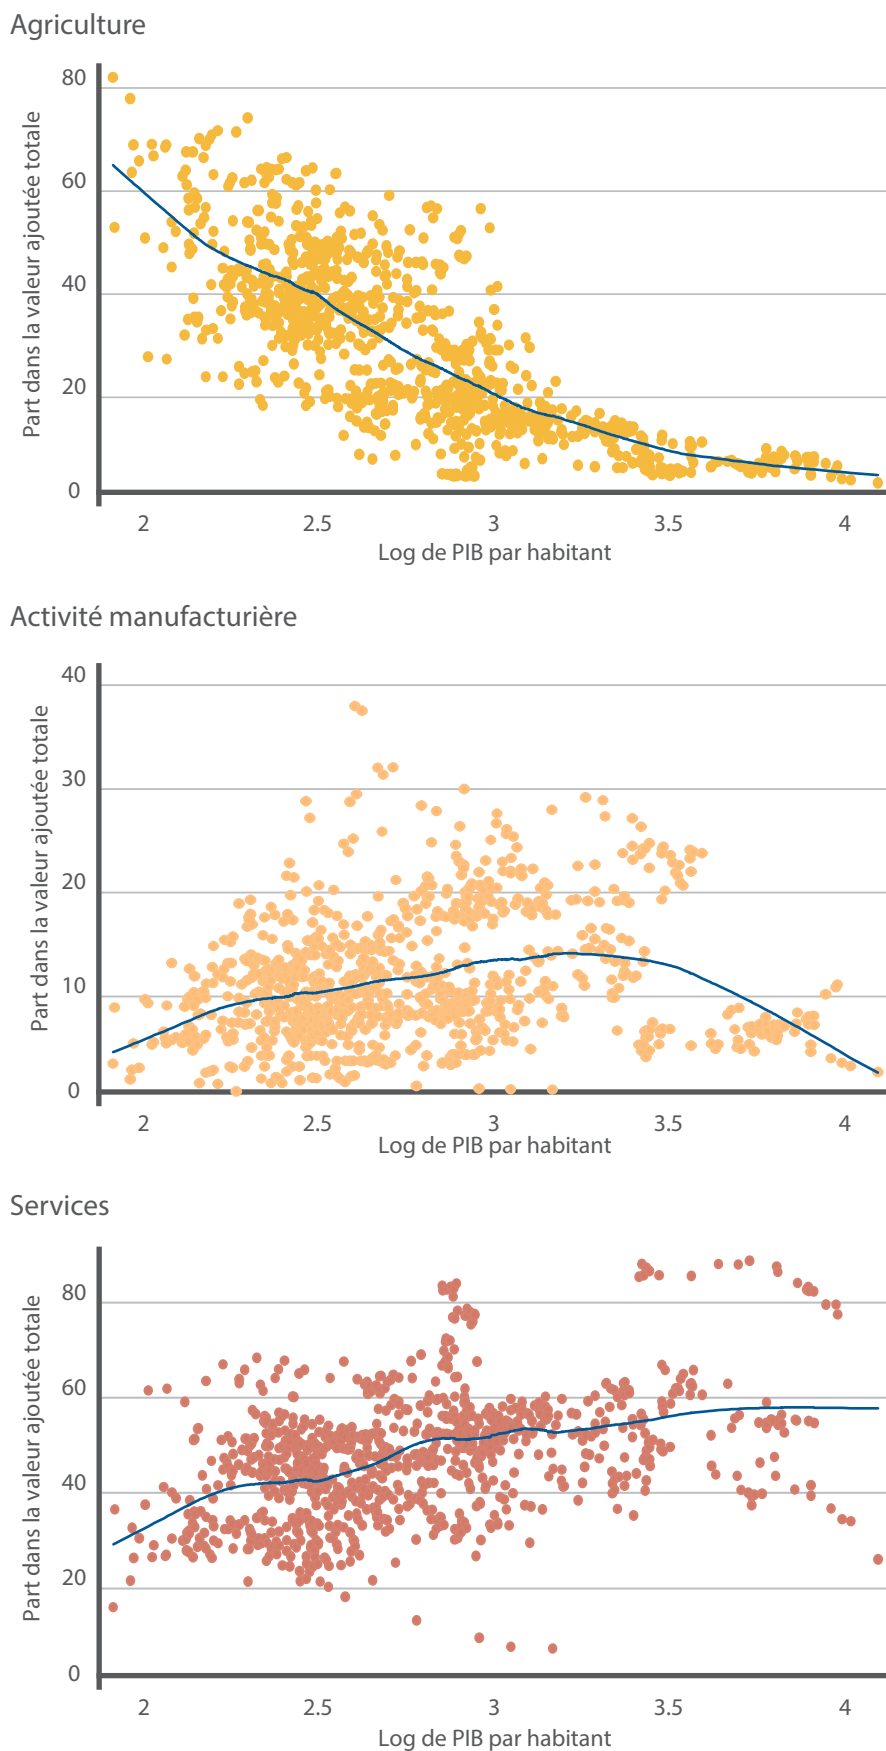 Agriculture
Part dans la valeur ajoutée totale
80
60
40
20
0
2 2.5 3 3.5 4
Log de PIB par habitant
Activité manufacturière
Part dans la valeur ajoutée totale
40
30
20
10
0
2 2.5 3 3.5 4
Log de PIB par habitant
Services
Part dans la valeur ajoutée totale
80
60
40
20
0
2 2.5 3 3.5 4
Log de PIB par habitant